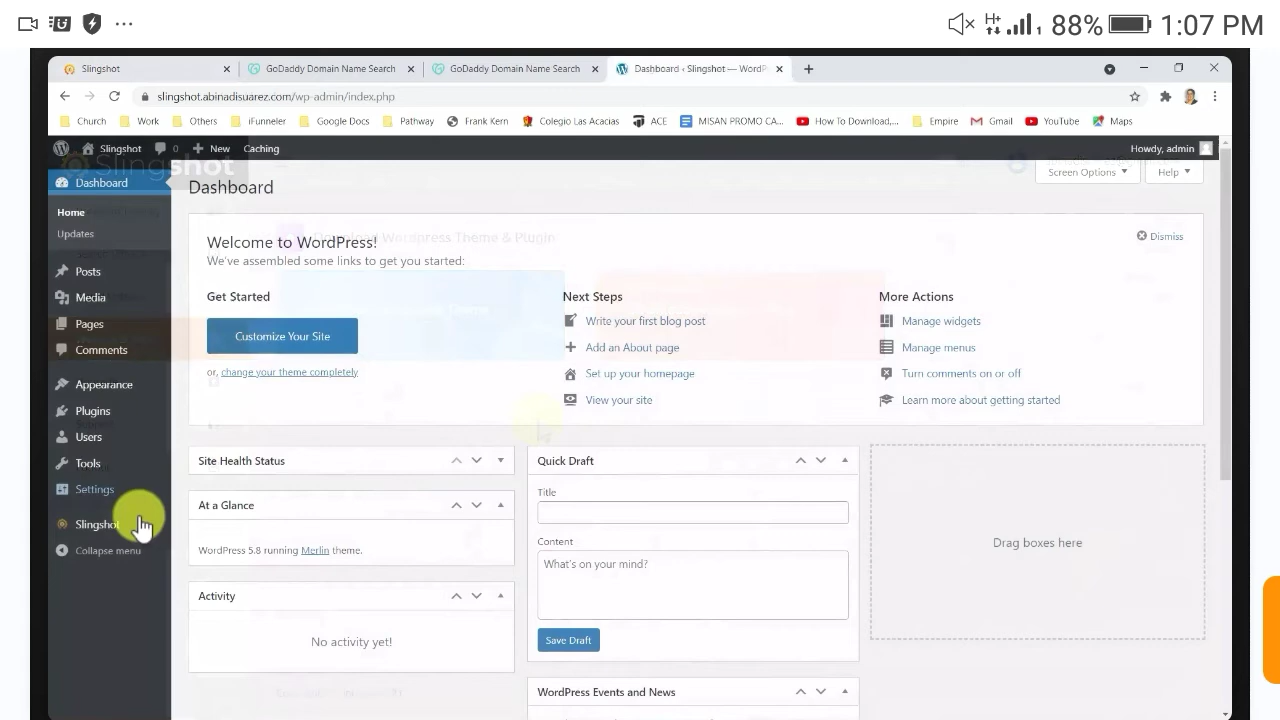 88% 1:07 PM
Slingshot
GoDaddy Domain Name Search
GoDaddy Domain Name Search
Dashboard ‹ Slingshot — WordP
slingshot.abinadisuarez.com/wp-admin/index.php
Church
Work
Others
iFunneler
Google Docs
Pathway
Frank Kern
Colegio Las Acacias
ACE
MISAN PROMO CA...
How To Download,...
Empire
Gmail
YouTube
Maps
Slingshot
0
New
Caching
Howdy, admin
Slingshot
Dashboard
Home
Updates
Posts
Media
Pages
Comments
Appearance
Plugins
Users
Tools
Settings
Slingshot
Collapse menu
Dashboard
Screen Options
Help
Download Wordpress Theme & Plugin
Welcome to WordPress!
Dismiss
We've assembled some links to get you started:
Get Started
Customize Your Site
or, change your theme completely
Next Steps
Write your first blog post
Add an About page
Set up your homepage
View your site
More Actions
Manage widgets
Manage menus
Turn comments on or off
Learn more about getting started
Site Health Status
At a Glance
WordPress 5.8 running Merlin theme.
Activity
No activity yet!
Quick Draft
Title
Content
What's on your mind?
Save Draft
WordPress Events and News
Drag boxes here